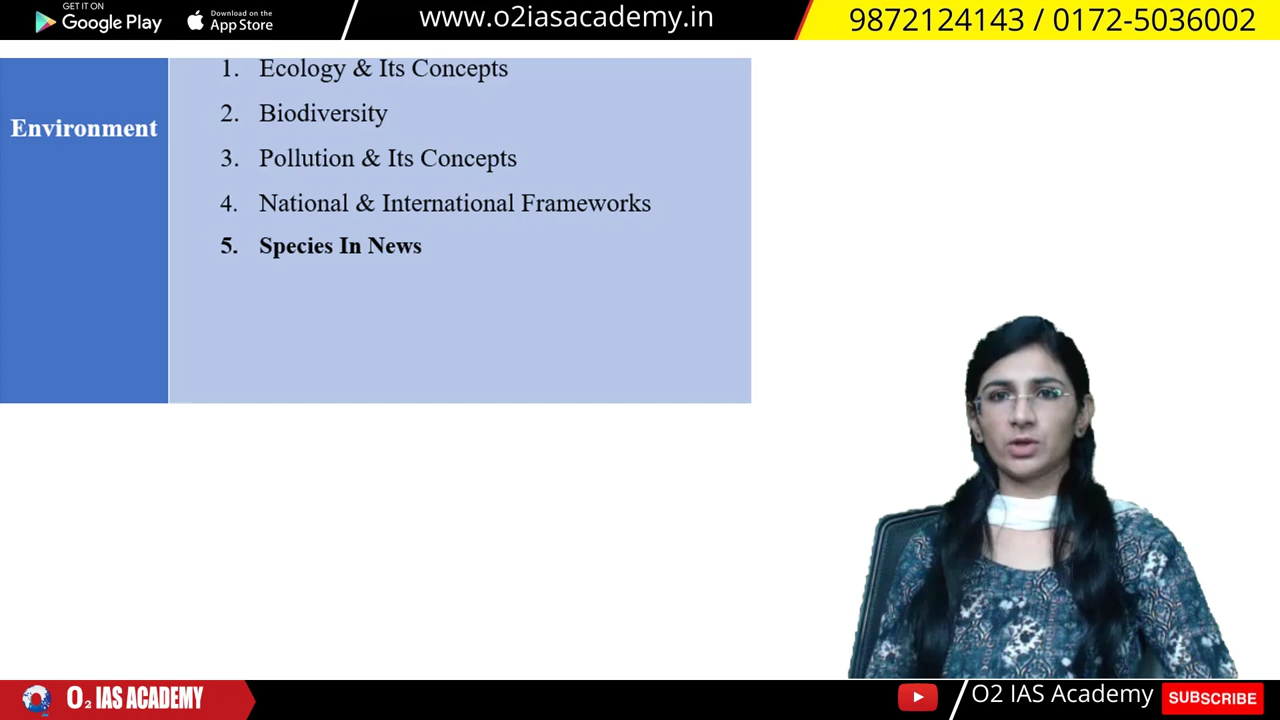 GET IT ON
Google Play
Download on the
App Store
www.o2iasacademy.in
9872124143 / 0172-5036002
Environment
1. Ecology & Its Concepts
2. Biodiversity
3. Pollution & Its Concepts
4. National & International Frameworks
5. Species In News
O₂ IAS ACADEMY
O2 IAS Academy
SUBSCRIBE